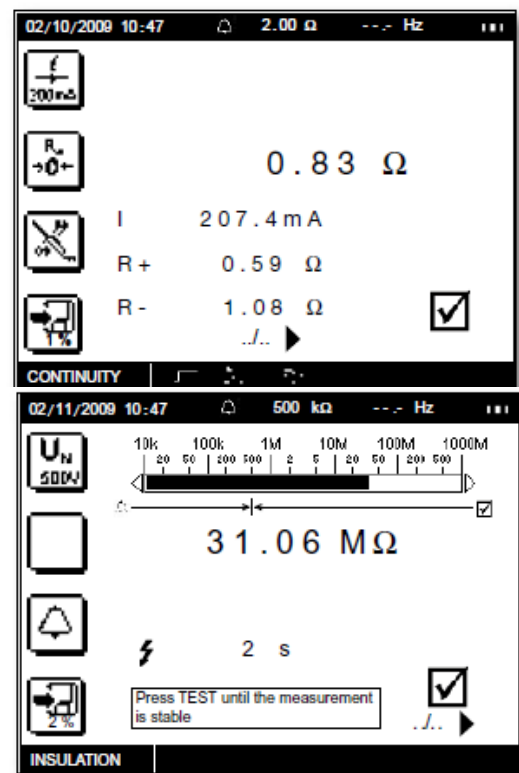 02/10/2009 10:47 2.00 Ω --.- Hz
200mA
0.83 Ω
I 207.4mA
R+ 0.59 Ω
R- 1.08 Ω
1%
../..
CONTINUITY
02/11/2009 10:47 500 kΩ --.- Hz
UN
500V
10k 100k 1M 10M 100M 1000M
20 50 200 500 2 5 20 50 200 500
31.06 MΩ
2 s
Press TEST until the measurement
is stable
2%
../..
INSULATION